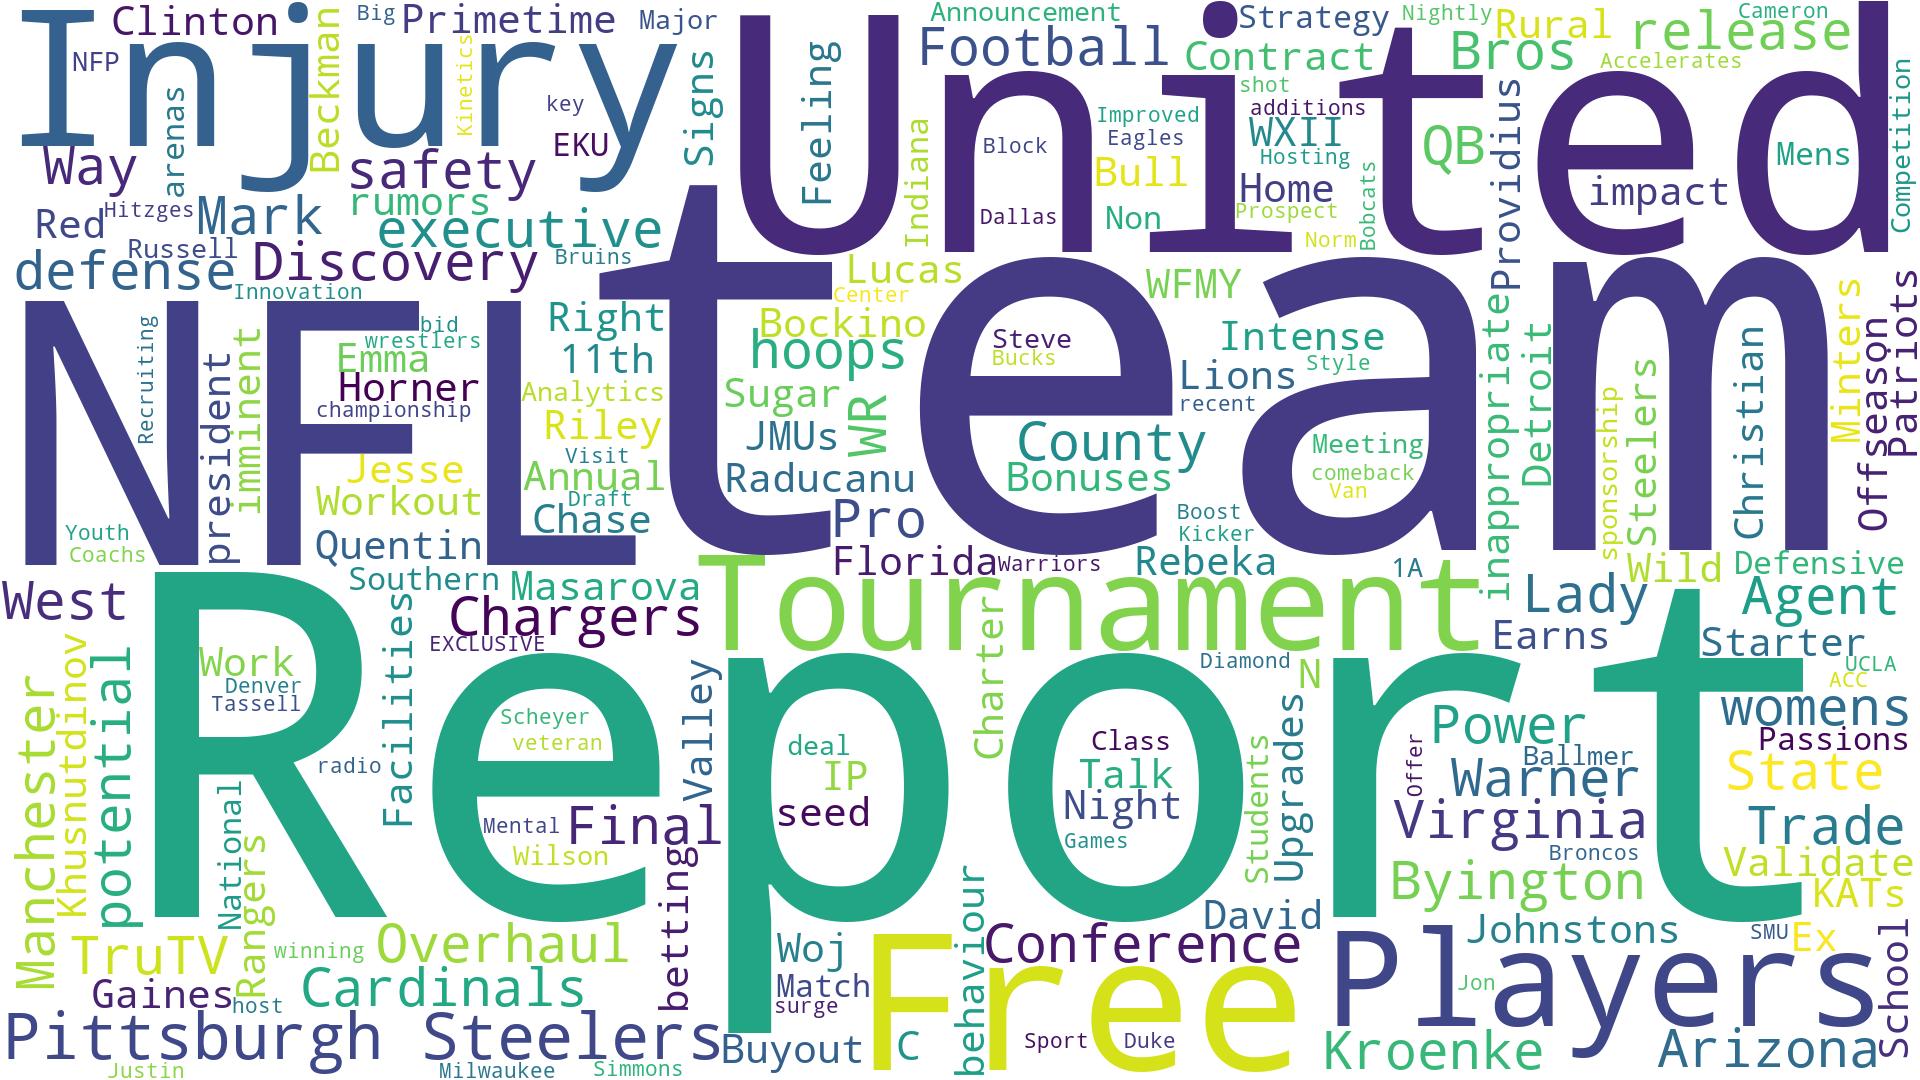 Injury
United
team
NFL
Report
Tournament
Free
Players
Pittsburgh Steelers
Clinton
NFP
Big
Primetime
Major
Beckman
Kinetics
key
EKU
Signs
arenas
Way
safety
Feeling
Announcement
Football
Strategy
Contract
shot
additions
Nightly
Rural
Bros
release
Cameron
Accelerates
Competition
Indiana
Block
Dallas
Improved
Eagles
Bull
Non
WXII
Hosting
Home
Prospect
Norm
Bobcats
QB
Providius
impact
Mens
Red
Hitzges
Mark
rumors
executive
Russell
defense
Discovery
Bruins
Innovation
Lucas
Center
WFMY
Recruiting
president
imminent
bid
wrestlers
Emma
Horner
championship
Right
11th
Analytics
Riley
Jesse
Visit
Annual
Workout
Draft
Chase
Quentin
Youth
Coachs
Bockino
hoops
Sugar
WR
JMUs
Raducanu
Pro
Steve
Bucks
County
Bonuses
Lions
recent
Intense
Style
Meeting
comeback
Van
Boost
Kicker
inappropriate
Detroit
sponsorship
Steelers
Christian
Minters
Offseason
Patriots
West
Southern
Masarova
Florida
Warriors
Rebeka
1A
Wild
Defensive
Chargers
EXCLUSIVE
Lady
Agent
Earns
Starter
UCLA
ACC
Manchester
Khusnutdinov
potential
Work
Denver
Tassell
radio
Facilities
National
Rangers
Scheyer
veteran
Mental
Wilson
Final
Valley
betting
deal
IP
seed
Charter
behaviour
Class
Talk
Night
Games
Diamond
N
Students
Upgrades
Offer
Power
womens
Passions
Ballmer
Warner
State
Virginia
Trade
Broncos
Validate
Byington
KATs
David
Johnstons
SMU
Ex
School
TruTV
winning
Overhaul
Gaines
host
Cardinals
Woj
Match
surge
Conference
Jon
Sport
Duke
Buyout
C
Kroenke
Arizona
Justin
Milwaukee
Simmons